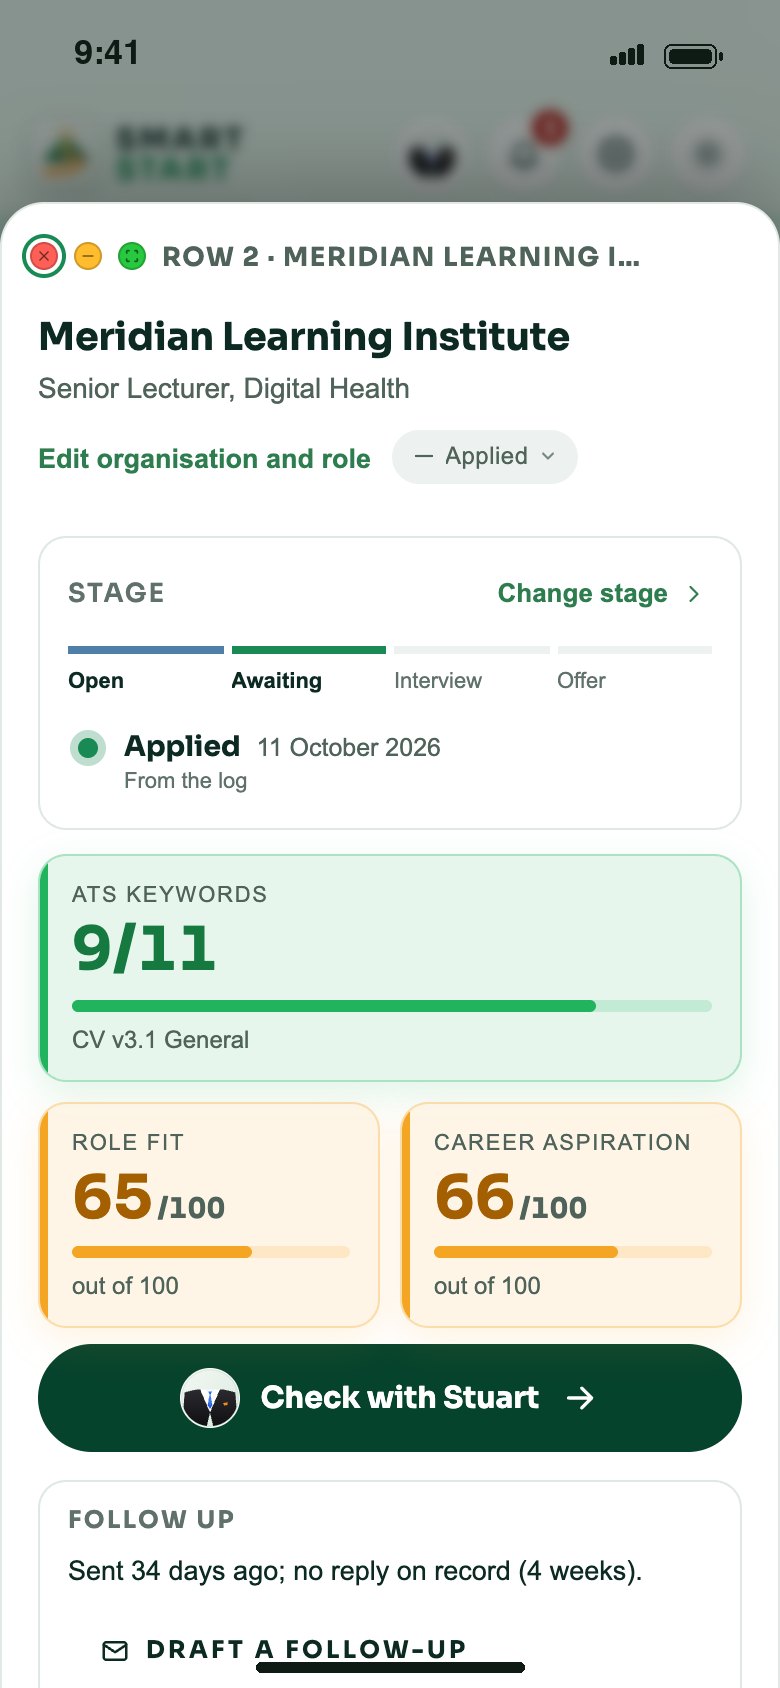 9:41
SMART
START
ROW 2 · MERIDIAN LEARNING I...
Meridian Learning Institute
Senior Lecturer, Digital Health
Edit organisation and role
— Applied
STAGE
Change stage
Open
Awaiting
Interview
Offer
Applied 11 October 2026
From the log
ATS KEYWORDS
9/11
CV v3.1 General
ROLE FIT
65/100
out of 100
CAREER ASPIRATION
66/100
out of 100
Check with Stuart
FOLLOW UP
Sent 34 days ago; no reply on record (4 weeks).
DRAFT A FOLLOW-UP